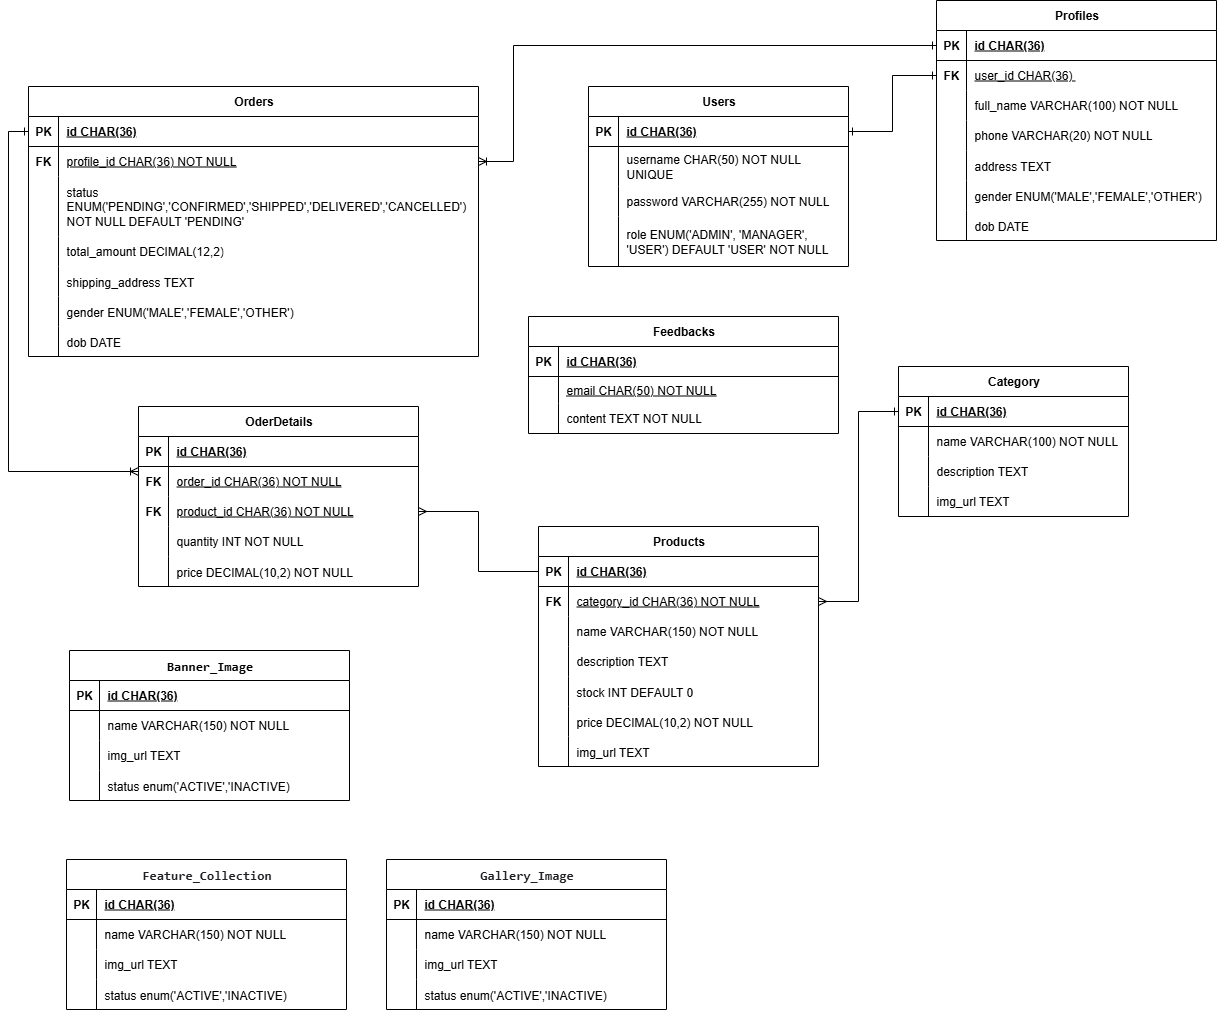 Profiles
PK id CHAR(36)
FK user_id CHAR(36)
full_name VARCHAR(100) NOT NULL
phone VARCHAR(20) NOT NULL
address TEXT
gender ENUM('MALE','FEMALE','OTHER')
dob DATE
Orders
PK id CHAR(36)
FK profile_id CHAR(36) NOT NULL
status
ENUM('PENDING','CONFIRMED','SHIPPED','DELIVERED','CANCELLED')
NOT NULL DEFAULT 'PENDING'
total_amount DECIMAL(12,2)
shipping_address TEXT
gender ENUM('MALE','FEMALE','OTHER')
dob DATE
Users
PK id CHAR(36)
username CHAR(50) NOT NULL
UNIQUE
password VARCHAR(255) NOT NULL
role ENUM('ADMIN', 'MANAGER',
'USER') DEFAULT 'USER' NOT NULL
Feedbacks
PK id CHAR(36)
email CHAR(50) NOT NULL
content TEXT NOT NULL
Category
PK id CHAR(36)
name VARCHAR(100) NOT NULL
description TEXT
img_url TEXT
OderDetails
PK id CHAR(36)
FK order_id CHAR(36) NOT NULL
FK product_id CHAR(36) NOT NULL
quantity INT NOT NULL
price DECIMAL(10,2) NOT NULL
Products
PK id CHAR(36)
FK category_id CHAR(36) NOT NULL
name VARCHAR(150) NOT NULL
description TEXT
stock INT DEFAULT 0
price DECIMAL(10,2) NOT NULL
img_url TEXT
Banner_Image
PK id CHAR(36)
name VARCHAR(150) NOT NULL
img_url TEXT
status enum('ACTIVE','INACTIVE)
Feature_Collection
PK id CHAR(36)
name VARCHAR(150) NOT NULL
img_url TEXT
status enum('ACTIVE','INACTIVE)
Gallery_Image
PK id CHAR(36)
name VARCHAR(150) NOT NULL
img_url TEXT
status enum('ACTIVE','INACTIVE)